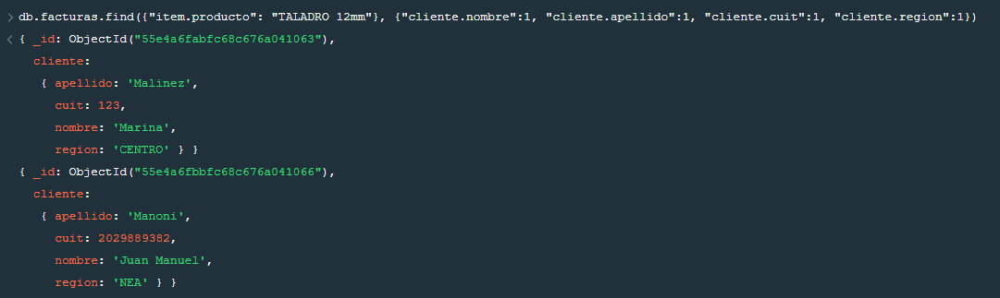 > db.facturas.find({"item.producto": "TALADRO 12mm"}, {"cliente.nombre":1, "cliente.apellido":1, "cliente.cuit":1, "cliente.region":1})
< { _id: ObjectId("55e4a6fabfc68c676a041063"),
cliente:
{ apellido: 'Malinez',
cuit: 123,
nombre: 'Marina',
region: 'CENTRO' } }
{ _id: ObjectId("55e4a6fbbfc68c676a041066"),
cliente:
{ apellido: 'Manoni',
cuit: 2029889382,
nombre: 'Juan Manuel',
region: 'NEA' } }